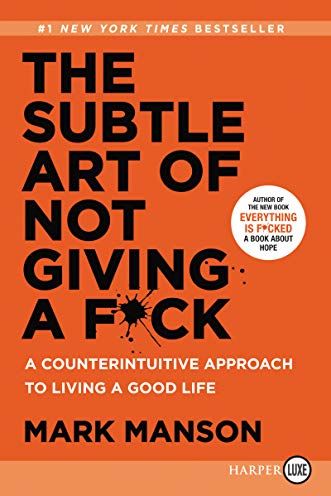 #1 NEW YORK TIMES BESTSELLER
THE
SUBTLE
ART OF
NOT
GIVING
A F*CK
AUTHOR OF
THE NEW BOOK
EVERYTHING
IS F*CKED
A BOOK ABOUT
HOPE
A COUNTERINTUITIVE APPROACH
TO LIVING A GOOD LIFE
MARK MANSON
HARPER LUXE